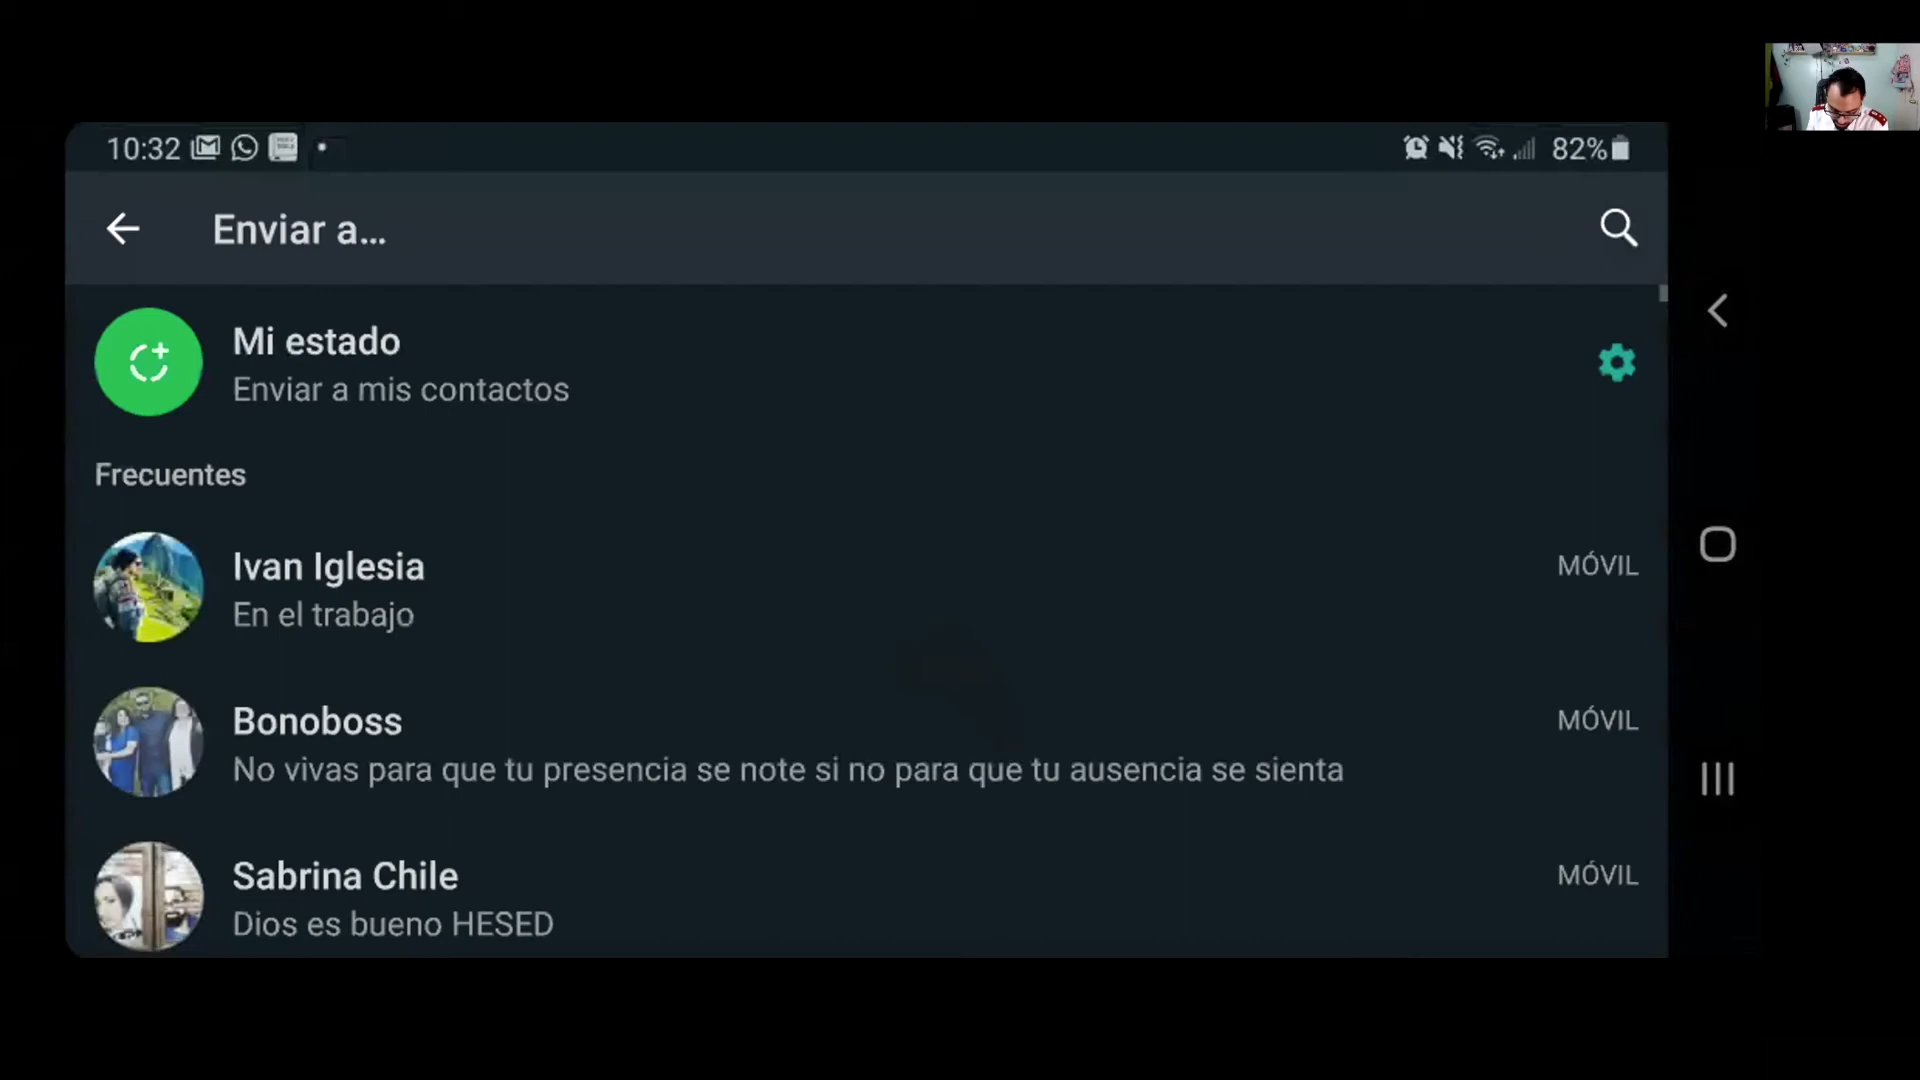 10:32
82%
Enviar a...
Mi estado
Enviar a mis contactos
Frecuentes
Ivan Iglesia
MÓVIL
En el trabajo
Bonoboss
MÓVIL
No vivas para que tu presencia se note si no para que tu ausencia se sienta
Sabrina Chile
MÓVIL
Dios es bueno HESED